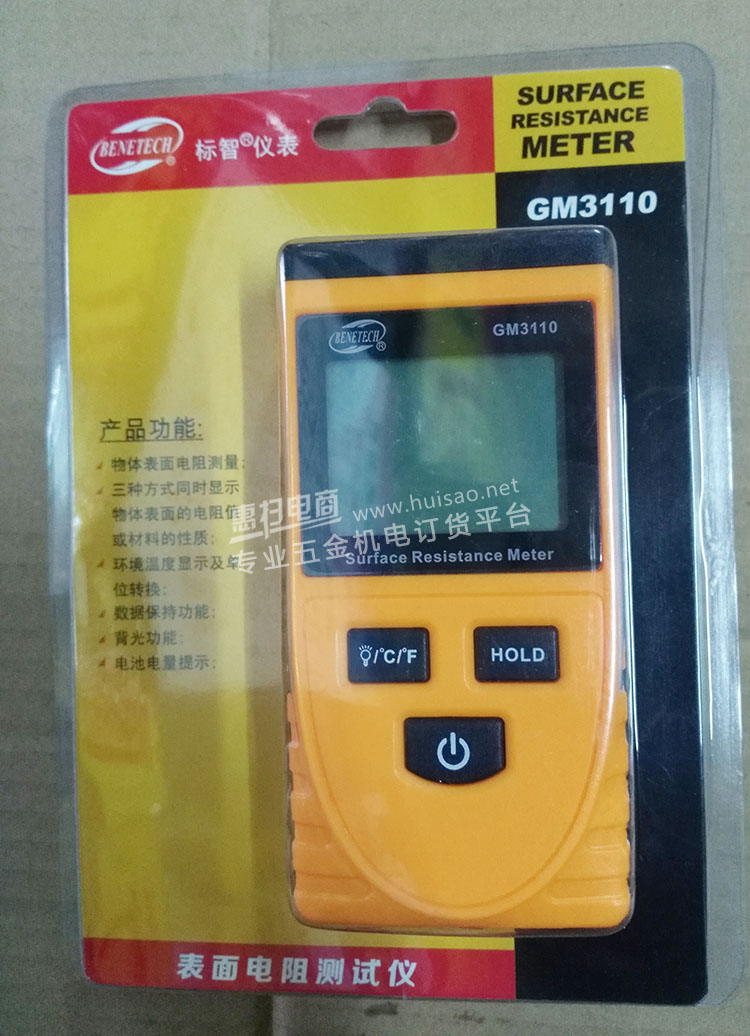 SURFACE
RESISTANCE
METER
BENETECH®
标智®仪表
GM3110
BENETECH®
GM3110
产品功能:
物体表面电阻测量;
三种方式同时显示
物体表面的电阻值
或材料的性质;
环境温度显示及单
位转换;
数据保持功能;
背光功能;
电池电量提示;
惠扫电商 www.huisao.net
专业五金机电订货平台
Surface Resistance Meter
/°C/°F
HOLD
表面电阻测试仪